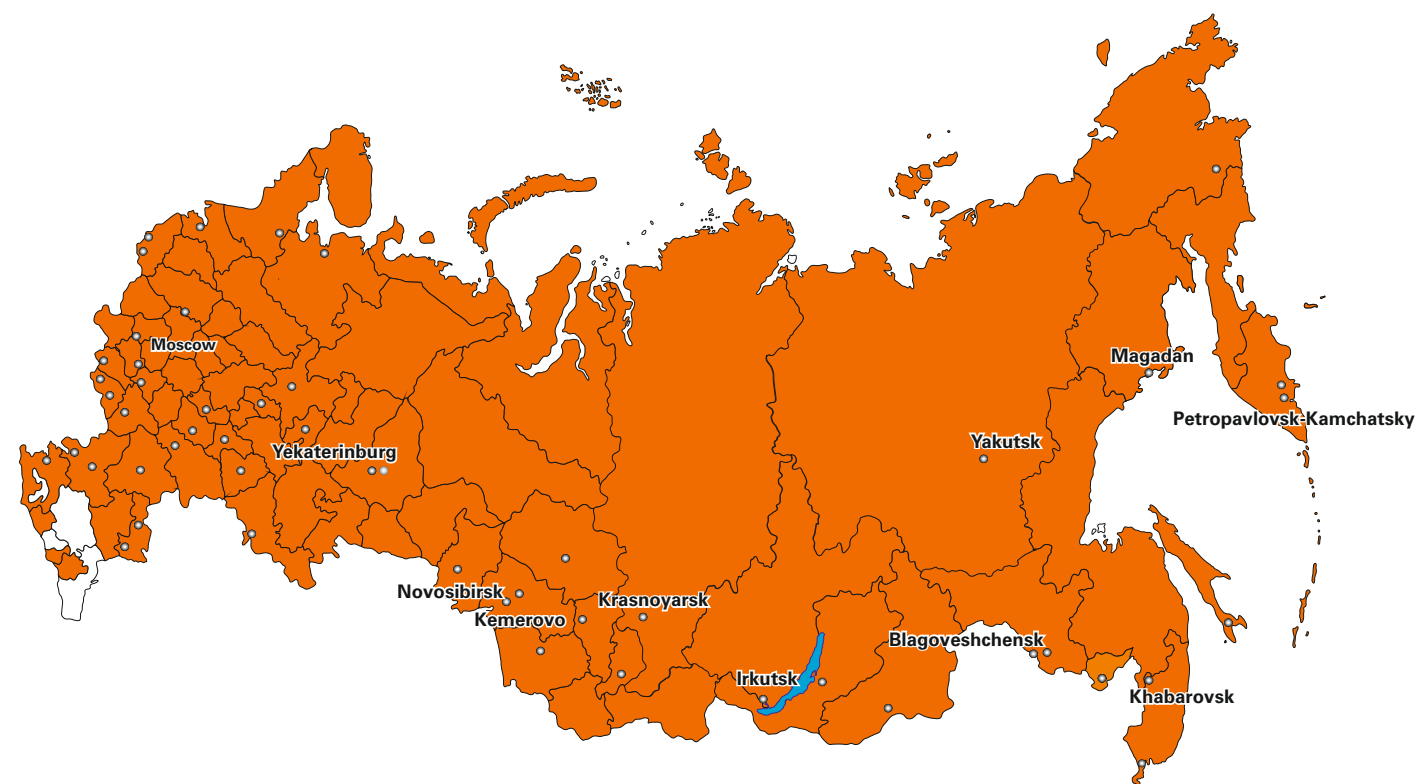 Moscow
Magadan
Petropavlovsk-Kamchatsky
Yakutsk
Yekaterinburg
Novosibirsk
Krasnoyarsk
Kemerovo
Blagoveshchensk
Irkutsk
Khabarovsk